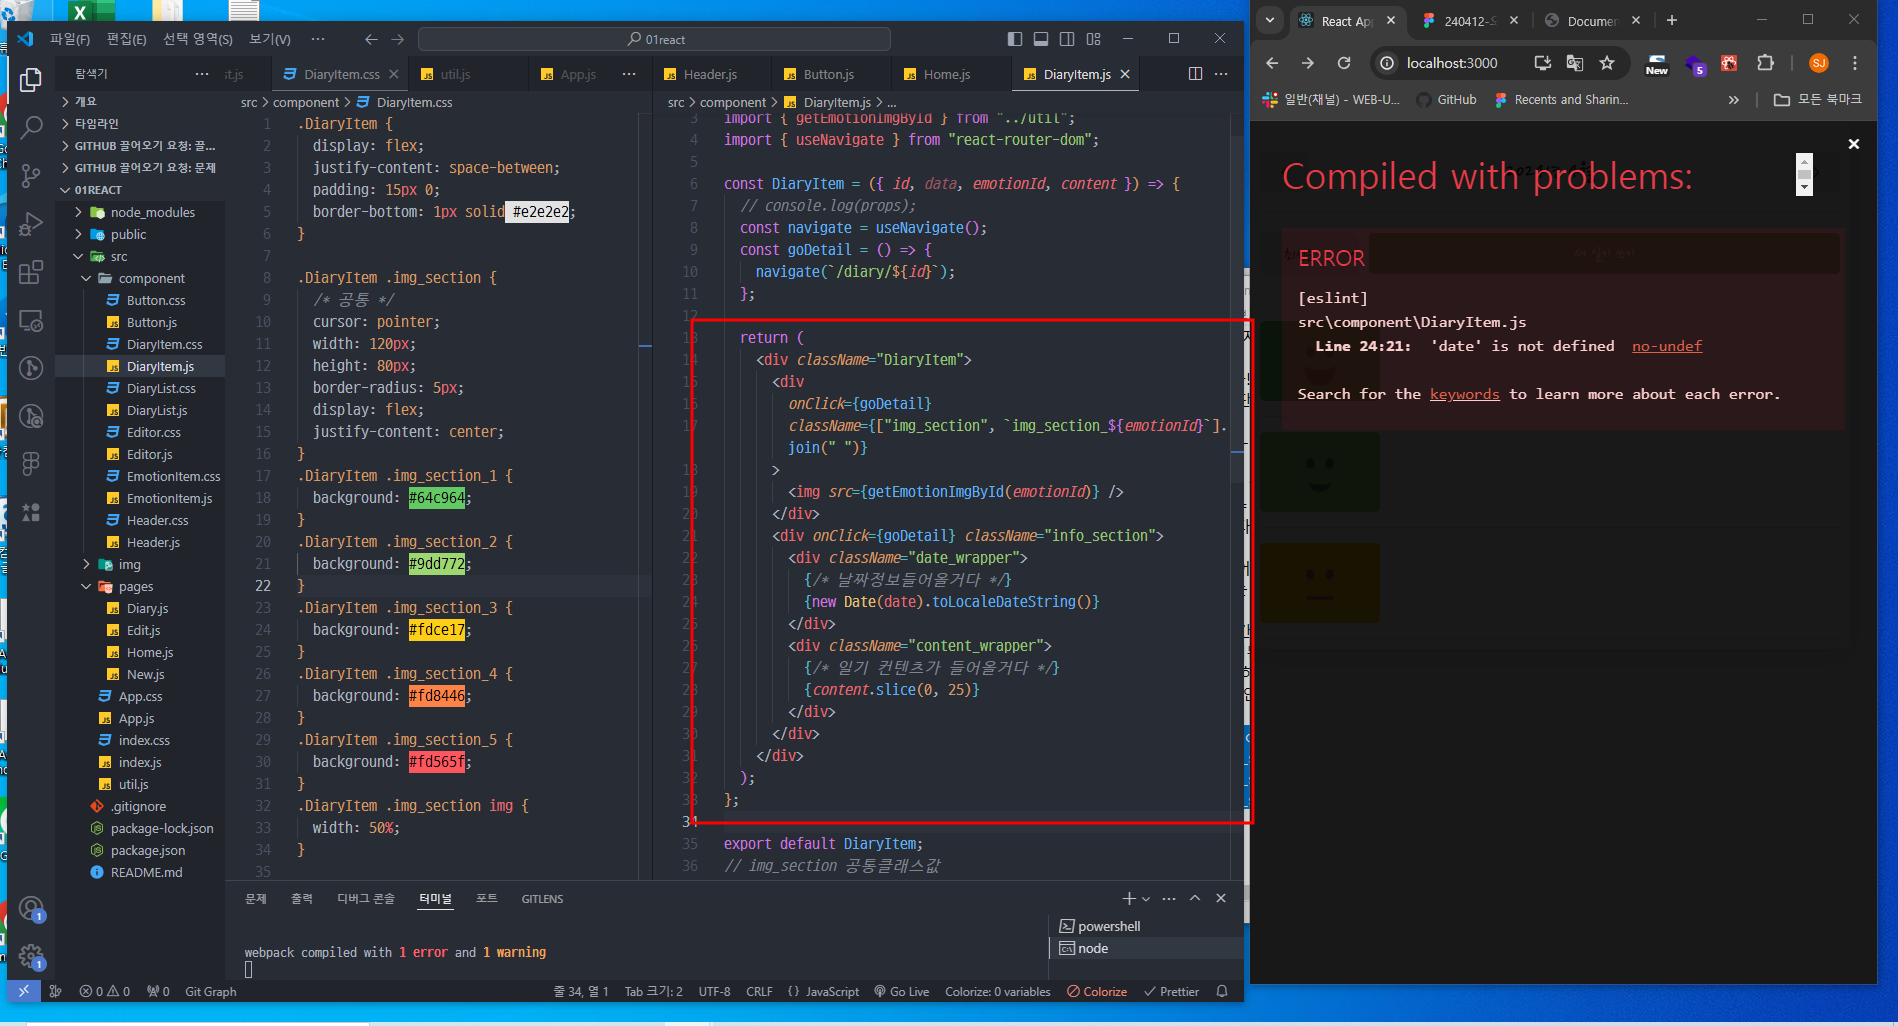 파일(F) 편집(E) 선택 영역(S) 보기(V) ···
01react
탐색기
개요
타임라인
GITHUB 끌어오기 요청: 끌...
GITHUB 끌어오기 요청: 문제
01REACT
node_modules
public
src
component
Button.css
Button.js
DiaryItem.css
DiaryItem.js
DiaryList.css
DiaryList.js
Editor.css
Editor.js
EmotionItem.css
EmotionItem.js
Header.css
Header.js
img
pages
Diary.js
Edit.js
Home.js
New.js
App.css
App.js
index.css
index.js
util.js
.gitignore
package-lock.json
package.json
README.md
st.js DiaryItem.css util.js App.js
src > component > DiaryItem.css
1 .DiaryItem {
2 display: flex;
3 justify-content: space-between;
4 padding: 15px 0;
5 border-bottom: 1px solid #e2e2e2;
6 }
7
8 .DiaryItem .img_section {
9 /* 공통 */
10 cursor: pointer;
11 width: 120px;
12 height: 80px;
13 border-radius: 5px;
14 display: flex;
15 justify-content: center;
16 }
17 .DiaryItem .img_section_1 {
18 background: #64c964;
19 }
20 .DiaryItem .img_section_2 {
21 background: #9dd772;
22 }
23 .DiaryItem .img_section_3 {
24 background: #fdce17;
25 }
26 .DiaryItem .img_section_4 {
27 background: #fd8446;
28 }
29 .DiaryItem .img_section_5 {
30 background: #fd565f;
31 }
32 .DiaryItem .img_section img {
33 width: 50%;
34 }
35
Header.js Button.js Home.js DiaryItem.js
src > component > DiaryItem.js > ...
3 import { getEmotionImgById } from "../util";
4 import { useNavigate } from "react-router-dom";
5
6 const DiaryItem = ({ id, data, emotionId, content }) => {
7 // console.log(props);
8 const navigate = useNavigate();
9 const goDetail = () => {
10 navigate(`/diary/${id}`);
11 };
12
13 return (
14 <div className="DiaryItem">
15 <div
16 onClick={goDetail}
17 className={["img_section", `img_section_${emotionId}`].
join(" ")}
18 >
19 <img src={getEmotionImgById(emotionId)} />
20 </div>
21 <div onClick={goDetail} className="info_section">
22 <div className="date_wrapper">
23 {/* 날짜정보들어올거다 */}
24 {new Date(date).toLocaleDateString()}
25 </div>
26 <div className="content_wrapper">
27 {/* 일기 컨텐츠가 들어올거다 */}
28 {content.slice(0, 25)}
29 </div>
30 </div>
31 </div>
32 );
33 };
34
35 export default DiaryItem;
36 // img_section 공통클래스값
문제 출력 디버그 콘솔 터미널 포트 GITLENS
webpack compiled with 1 error and 1 warning
powershell
node
0 0 0 Git Graph
줄 34, 열 1 Tab 크기: 2 UTF-8 CRLF {} JavaScript Go Live Colorize: 0 variables Colorize Prettier
React App 240412- Documen
localhost:3000
New 5 SJ
일반(채널) - WEB-U... GitHub Recents and Sharin... » 모든 북마크
Compiled with problems:
ERROR
[eslint]
src\component\DiaryItem.js
Line 24:21: 'date' is not defined no-undef
Search for the keywords to learn more about each error.